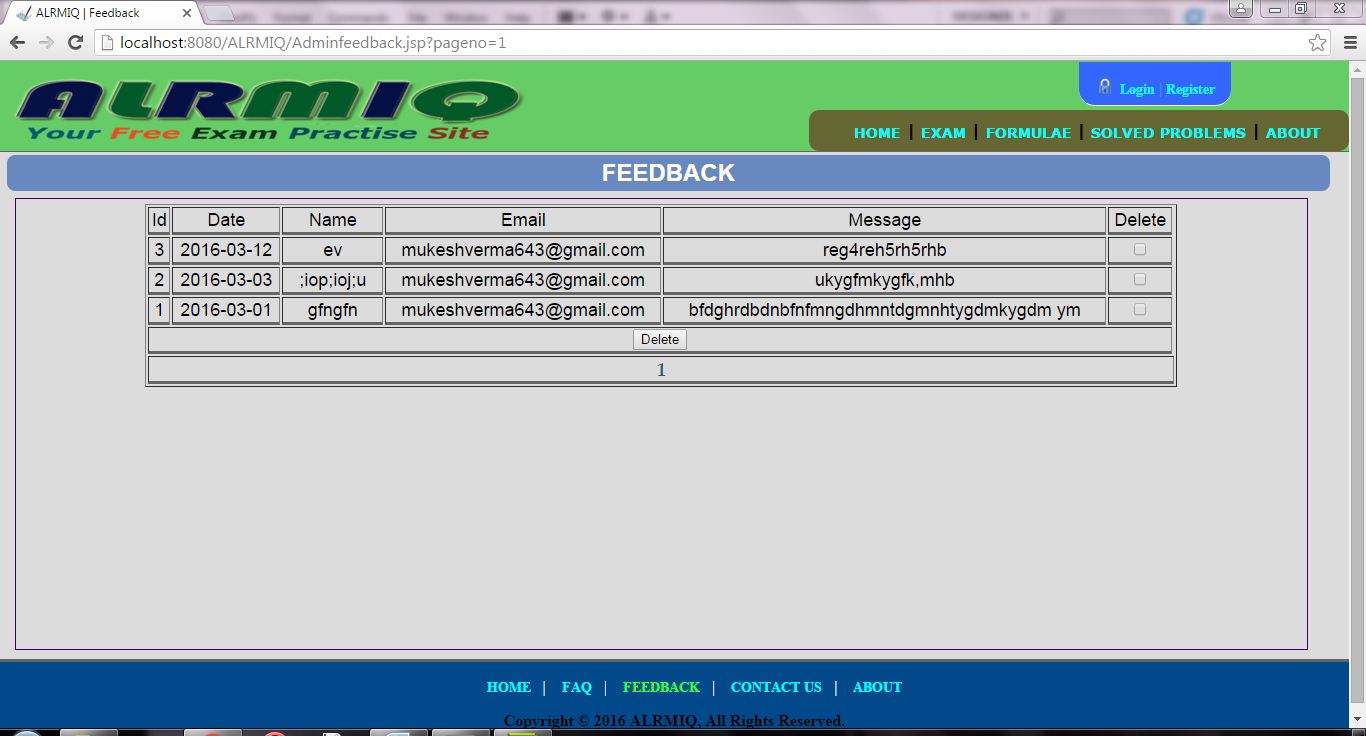 ALRMIQ | Feedback
localhost:8080/ALRMIQ/Adminfeedback.jsp?pageno=1
ALRMIQ
Your Free Exam Practise Site
Login | Register
HOME | EXAM | FORMULAE | SOLVED PROBLEMS | ABOUT
FEEDBACK
Id Date Name Email Message Delete
3 2016-03-12 ev mukeshverma643@gmail.com reg4reh5rh5rhb
2 2016-03-03 ;iop;ioj;u mukeshverma643@gmail.com ukygfmkygfk,mhb
1 2016-03-01 gfngfn mukeshverma643@gmail.com bfdghrdbdnbfnfmngdhmntdgmnhtygdmkygdm ym
Delete
1
HOME | FAQ | FEEDBACK | CONTACT US | ABOUT
Copyright © 2016 ALRMIQ, All Rights Reserved.